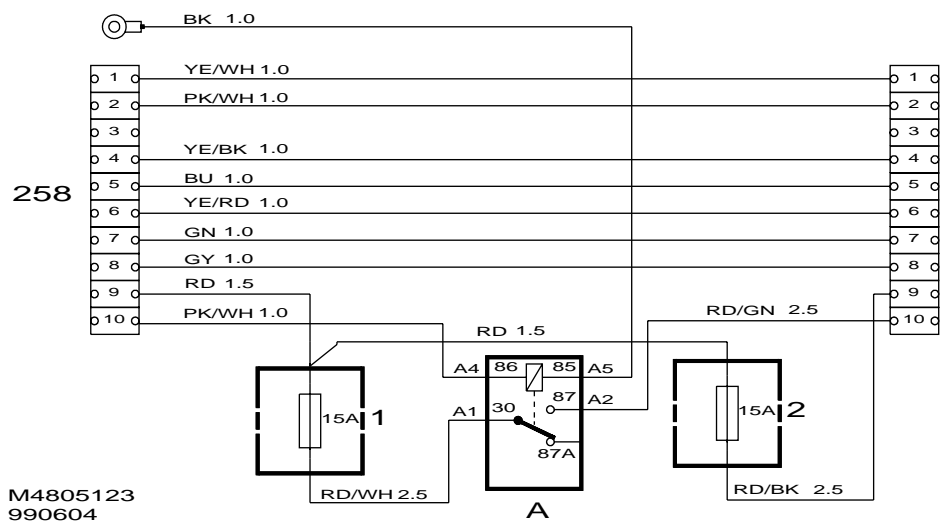 BK 1.0
YE/WH 1.0
1 1
PK/WH 1.0
2 2
3 3
YE/BK 1.0
4 4
258
BU 1.0
5 5
YE/RD 1.0
6 6
GN 1.0
7 7
GY 1.0
8 8
RD 1.5
9 9
PK/WH 1.0
RD/GN 2.5
10 10
RD 1.5
A4 86 85 A5
87 A2
A1 30
15A 1
15A 2
87A
RD/WH 2.5
RD/BK 2.5
A
M4805123
990604